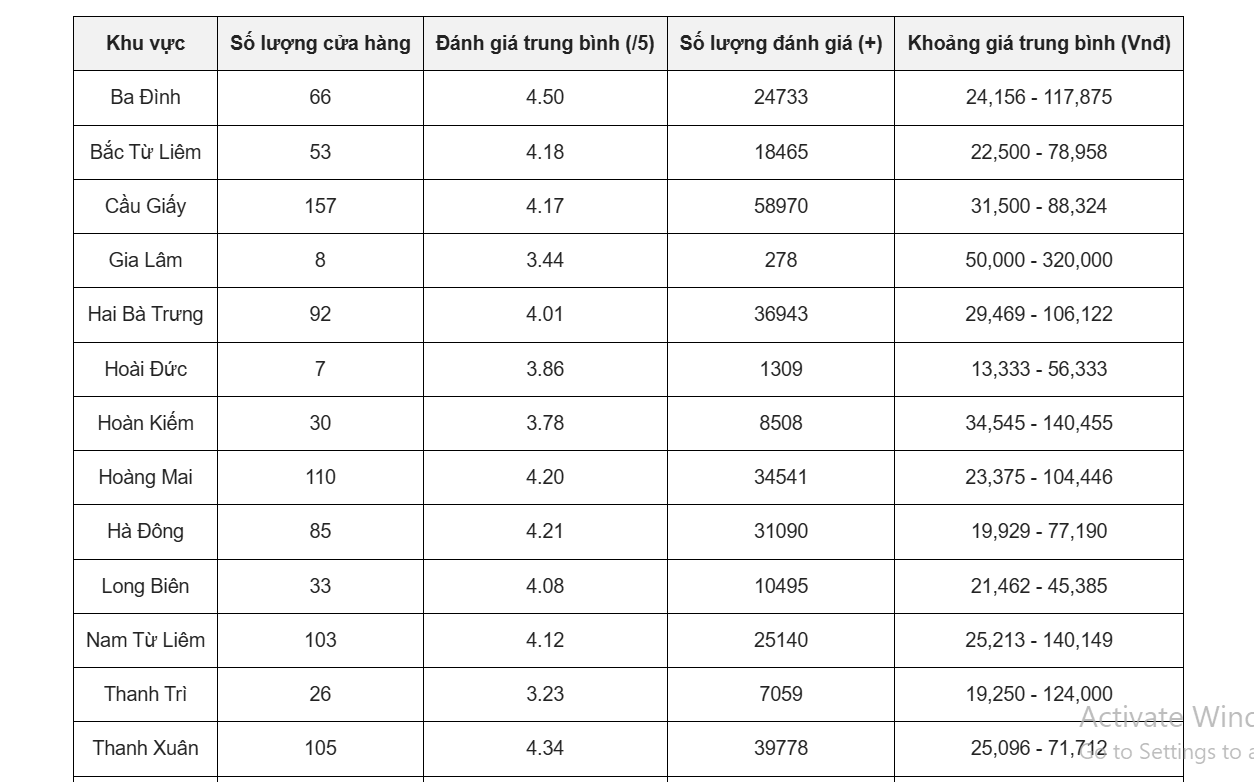 Khu vực Số lượng cửa hàng Đánh giá trung bình (/5) Số lượng đánh giá (+) Khoảng giá trung bình (Vnđ)
Ba Đình 66 4.50 24733 24,156 - 117,875
Bắc Từ Liêm 53 4.18 18465 22,500 - 78,958
Cầu Giấy 157 4.17 58970 31,500 - 88,324
Gia Lâm 8 3.44 278 50,000 - 320,000
Hai Bà Trưng 92 4.01 36943 29,469 - 106,122
Hoài Đức 7 3.86 1309 13,333 - 56,333
Hoàn Kiếm 30 3.78 8508 34,545 - 140,455
Hoàng Mai 110 4.20 34541 23,375 - 104,446
Hà Đông 85 4.21 31090 19,929 - 77,190
Long Biên 33 4.08 10495 21,462 - 45,385
Nam Từ Liêm 103 4.12 25140 25,213 - 140,149
Thanh Trì 26 3.23 7059 19,250 - 124,000
Activate Wind
Thanh Xuân 105 4.34 39778 25,096 - 71,712
Go to Settings to a